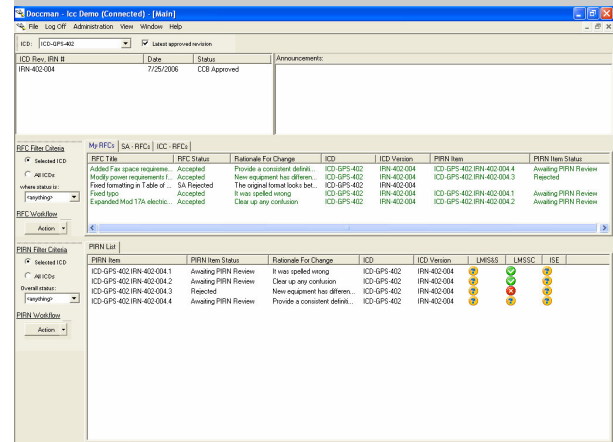 Doccman - Icc Demo (Connected) - [Main]
File Log Off Administration View Window Help
ICD: ICD-GPS-402 Latest approved revision
ICD Rev, IRN # Date Status
IRN-402-004 7/25/2006 CCB Approved
Announcements:
RFC Filter Criteria
Selected ICD
All ICDs
where status is:
<anything>
RFC Workflow
Action
My RFCs SA - RFCs ICC - RFCs
RFC Title RFC Status Rationale For Change ICD ICD Version PIRN Item PIRN Item Status
Added Fax space requireme... Accepted Provide a consistent definiti... ICD-GPS-402 IRN-402-004 ICD-GPS-402.IRN-402-004.4 Awaiting PIRN Review
Modify power requirements f... Accepted New equipment has differen... ICD-GPS-402 IRN-402-004 ICD-GPS-402.IRN-402-004.3 Rejected
Fixed formatting in Table of ... SA Rejected The original format looks bet... ICD-GPS-402 IRN-402-004
Fixed typo Accepted It was spelled wrong ICD-GPS-402 IRN-402-004 ICD-GPS-402.IRN-402-004.1 Awaiting PIRN Review
Expanded Mod 17A electric... Accepted Clear up any confusion ICD-GPS-402 IRN-402-004 ICD-GPS-402.IRN-402-004.2 Awaiting PIRN Review
PIRN Filter Criteria
Selected ICD
All ICDs
Overall status:
<anything>
PIRN Workflow
Action
PIRN List
PIRN Item PIRN Item Status Rationale For Change ICD ICD Version LMIS&S LMSSC ISE
ICD-GPS-402.IRN-402-004.1 Awaiting PIRN Review It was spelled wrong ICD-GPS-402 IRN-402-004
ICD-GPS-402.IRN-402-004.2 Awaiting PIRN Review Clear up any confusion ICD-GPS-402 IRN-402-004
ICD-GPS-402.IRN-402-004.3 Rejected New equipment has differen... ICD-GPS-402 IRN-402-004
ICD-GPS-402.IRN-402-004.4 Awaiting PIRN Review Provide a consistent definiti... ICD-GPS-402 IRN-402-004